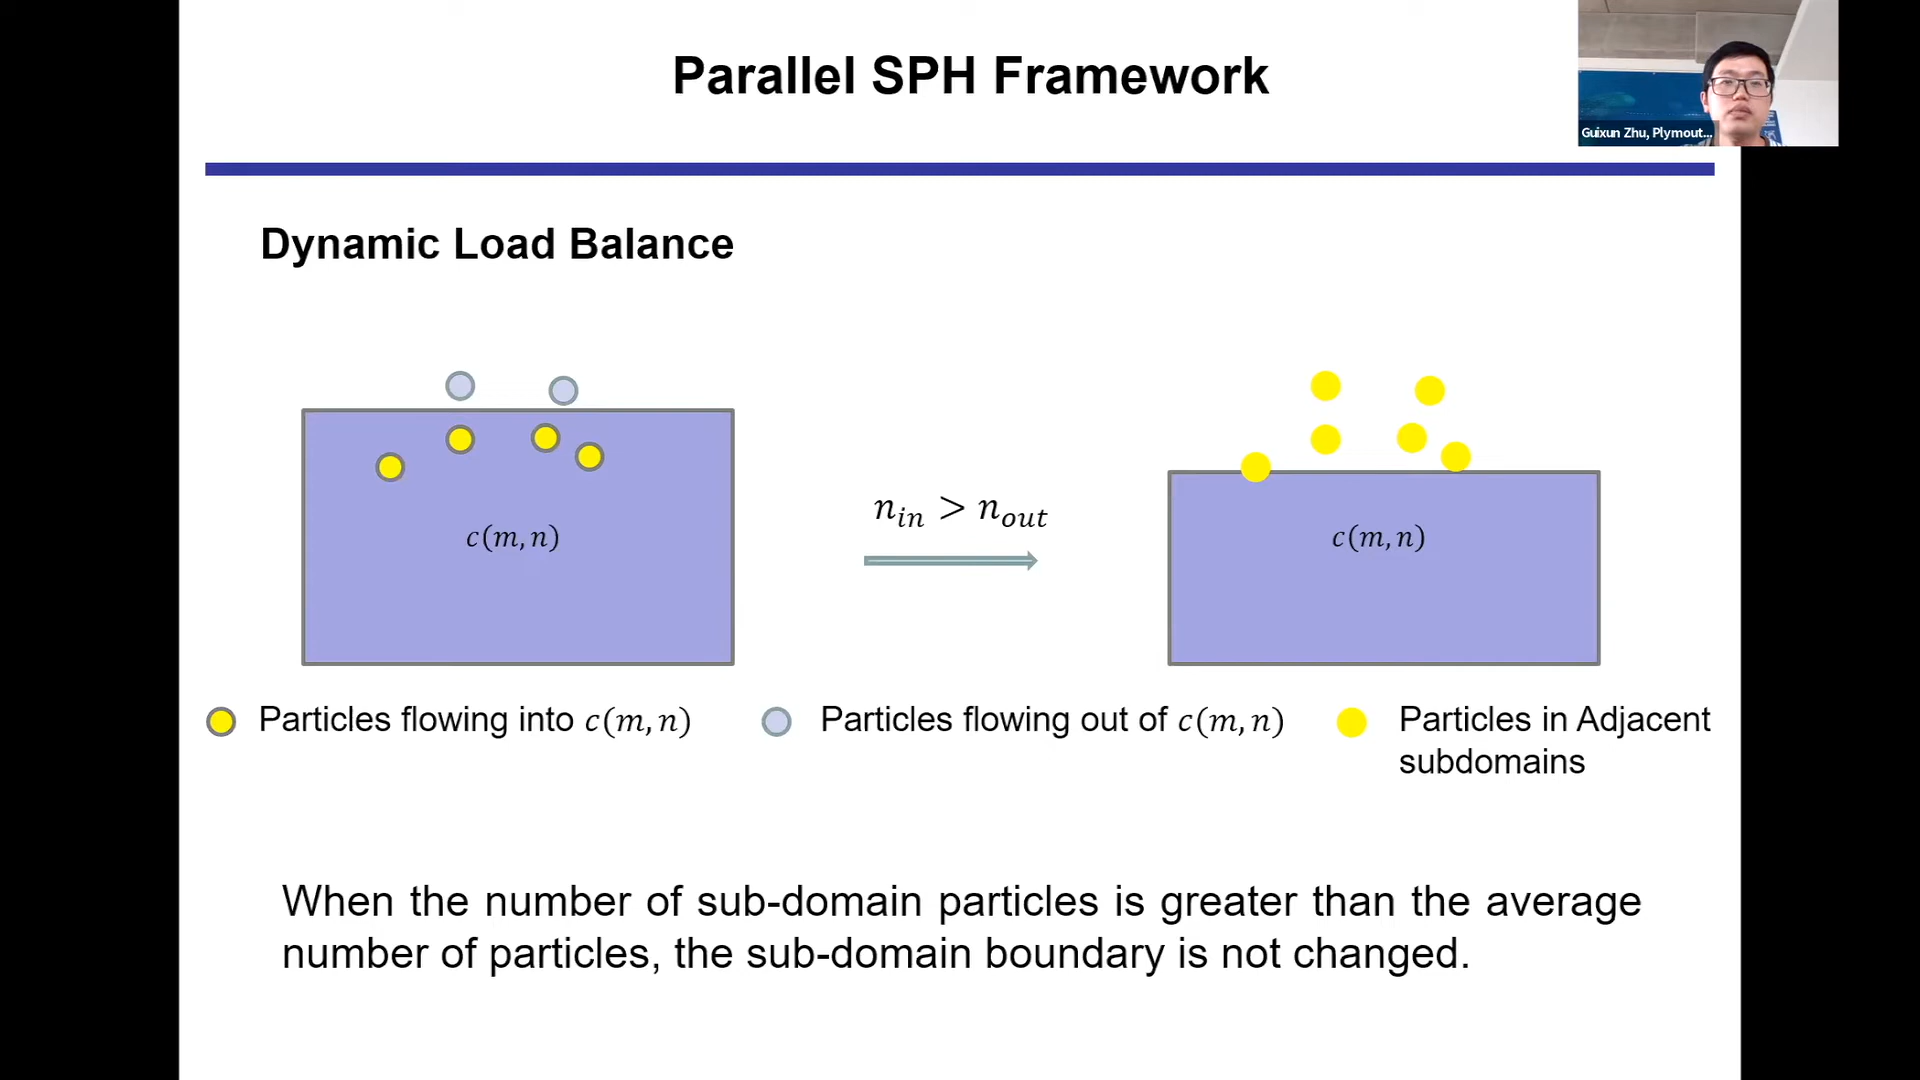 Parallel SPH Framework
Guixun Zhu, Plymout...
Dynamic Load Balance
n_in > n_out
c(m, n)
c(m, n)
Particles flowing into c(m, n)
Particles flowing out of c(m, n)
Particles in Adjacent
subdomains
When the number of sub-domain particles is greater than the average
number of particles, the sub-domain boundary is not changed.